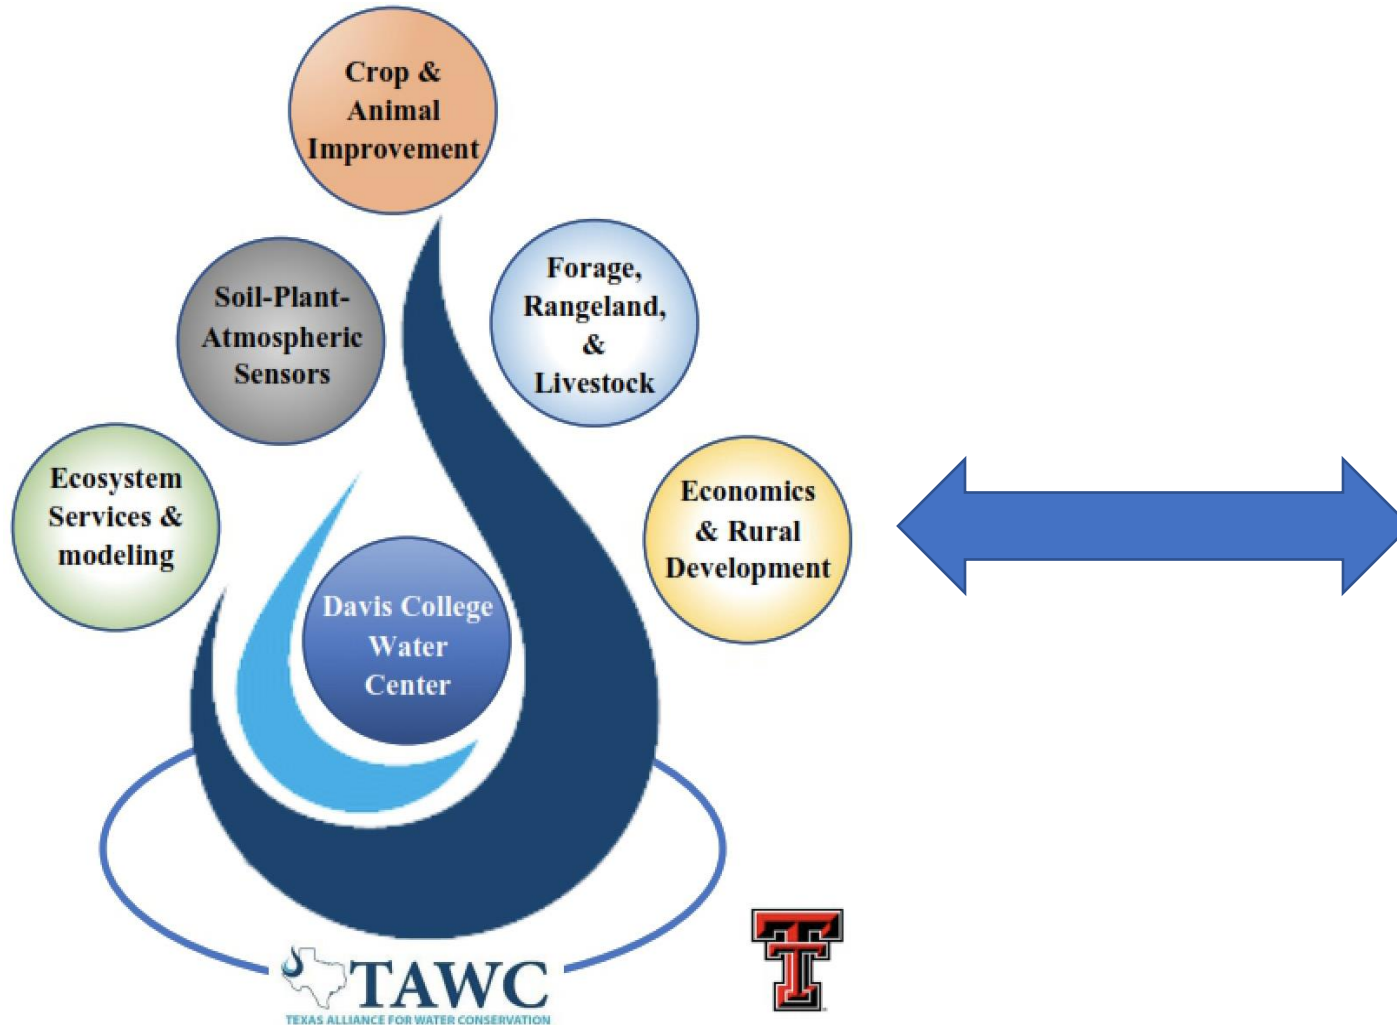 Crop &
Animal
Improvement
Soil-Plant-
Atmospheric
Sensors
Forage,
Rangeland,
&
Livestock
Ecosystem
Services &
modeling
Economics
& Rural
Development
Davis College
Water
Center
TAWC
TEXAS ALLIANCE FOR WATER CONSERVATION